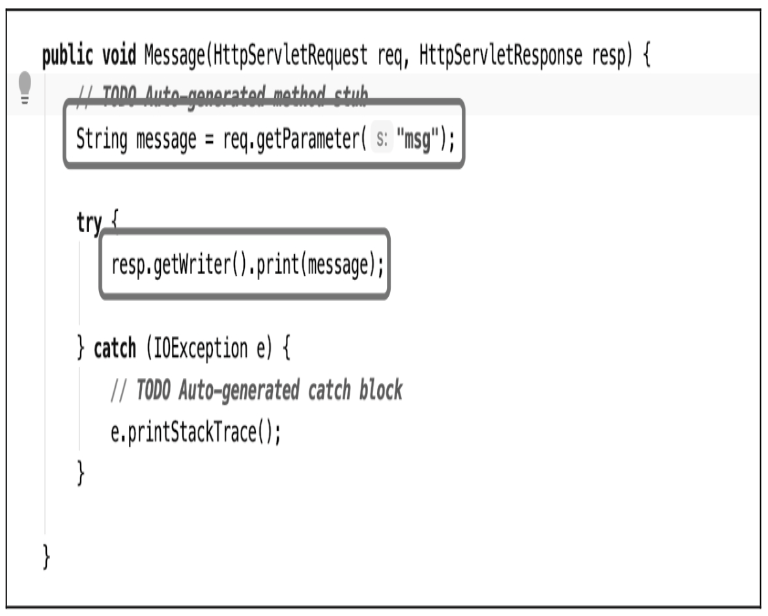 public void Message(HttpServletRequest req, HttpServletResponse resp) {
// TODO Auto-generated method stub
String message = req.getParameter( s: "msg");
try {
resp.getWriter().print(message);
} catch (IOException e) {
// TODO Auto-generated catch block
e.printStackTrace();
}
}